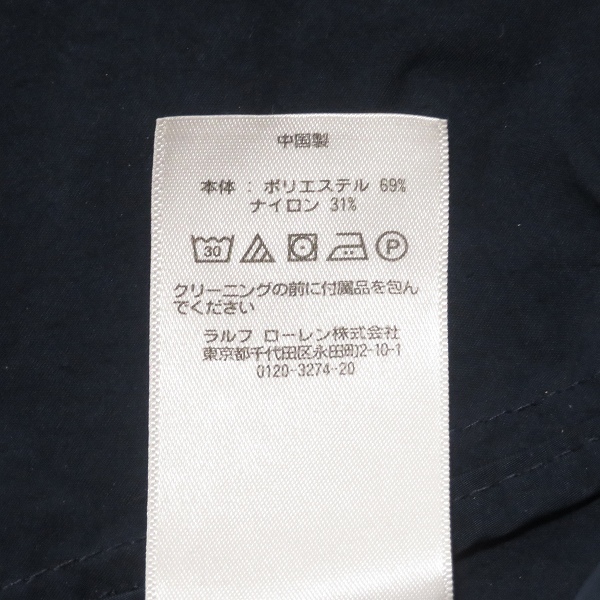 中国製
本体 : ポリエステル 69%
ナイロン 31%
30 P
クリーニングの前に付属品を包ん
でください
ラルフ ローレン株式会社
東京都千代田区永田町2-10-1
0120-3274-20